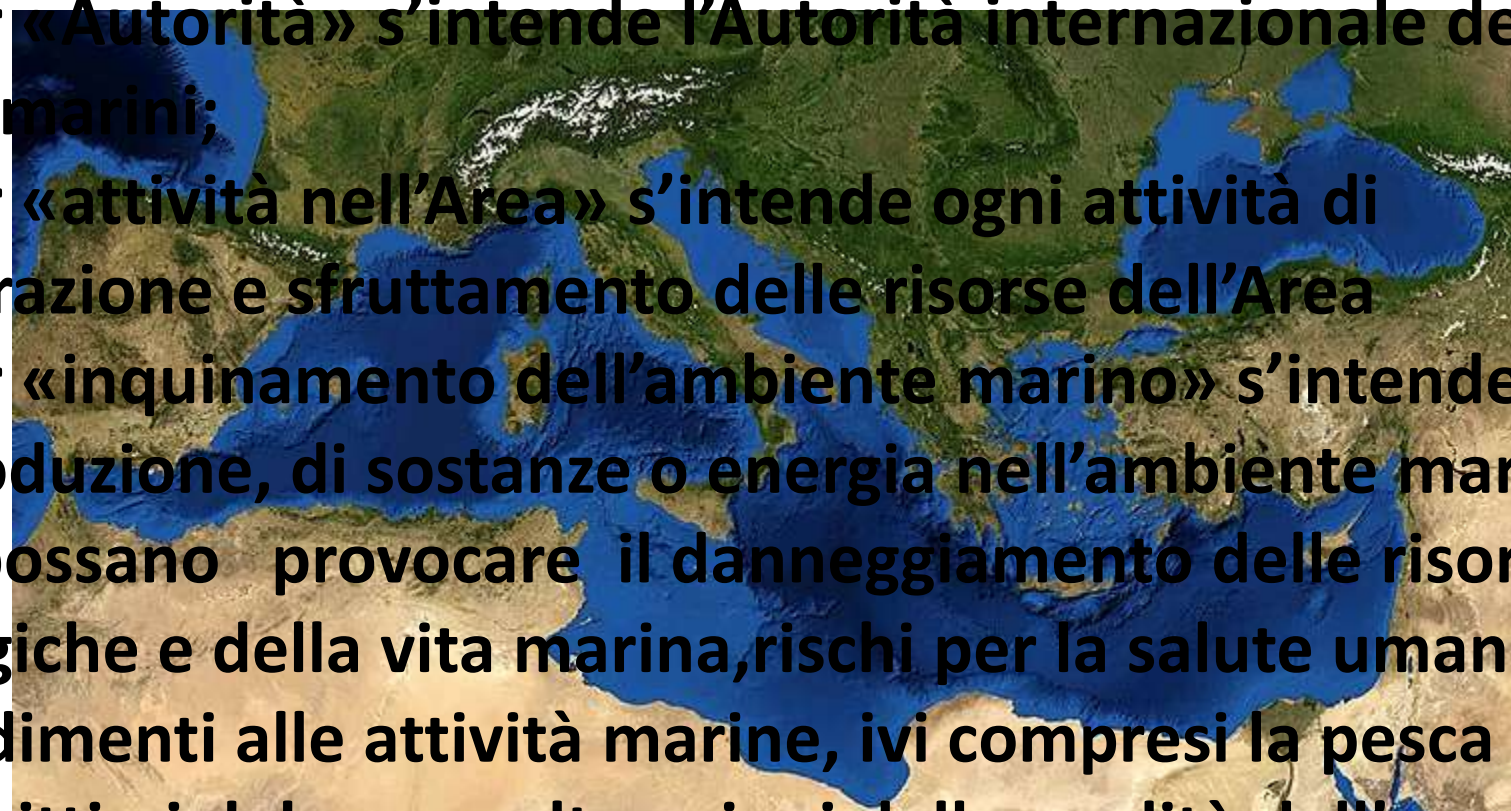 «Autorità» s’intende l’Autorità internazionale de
marini;
«attività nell’Area» s’intende ogni attività di
razione e sfruttamento delle risorse dell’Area
«inquinamento dell’ambiente marino» s’intende
oduzione, di sostanze o energia nell’ambiente mar
possano provocare il danneggiamento delle risor
giche e della vita marina,rischi per la salute uman
dimenti alle attività marine, ivi compresi la pesca